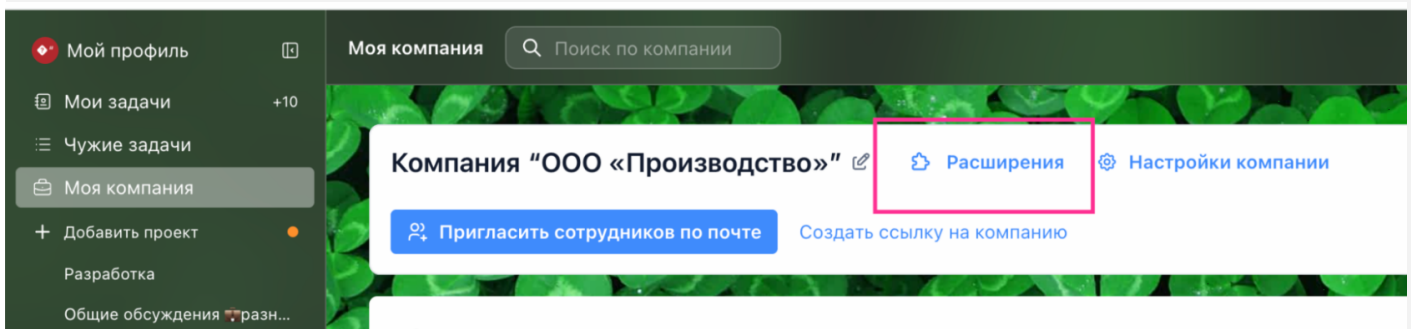 Мой профиль
Мои задачи +10
Чужие задачи
Моя компания
Добавить проект
Разработка
Общие обсуждения разн...
Моя компания Поиск по компании
Компания “ООО «Производство»” Расширения Настройки компании
Пригласить сотрудников по почте Создать ссылку на компанию